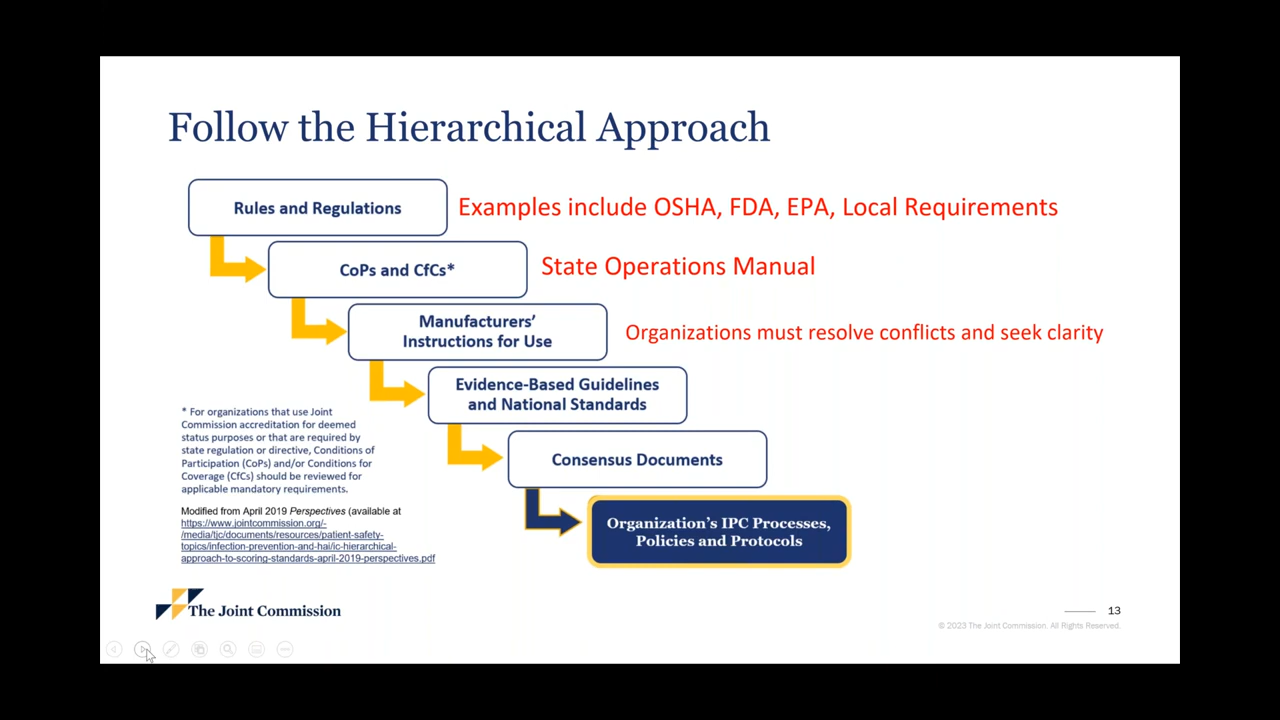 Follow the Hierarchical Approach
Rules and Regulations
Examples include OSHA, FDA, EPA, Local Requirements
CoPs and CfCs*
State Operations Manual
Manufacturers’
Instructions for Use
Organizations must resolve conflicts and seek clarity
Evidence-Based Guidelines
and National Standards
Consensus Documents
Organization’s IPC Processes,
Policies and Protocols
* For organizations that use Joint
Commission accreditation for deemed
status purposes or that are required by
state regulation or directive, Conditions of
Participation (CoPs) and/or Conditions for
Coverage (CfCs) should be reviewed for
applicable mandatory requirements.
Modified from April 2019 Perspectives (available at
https://www.jointcommission.org/-
/media/tjc/documents/resources/patient-safety-
topics/infection-prevention-and-hai/ic-hierarchical-
approach-to-scoring-standards-april-2019-perspectives.pdf
The Joint Commission
13
© 2023 The Joint Commission. All Rights Reserved.